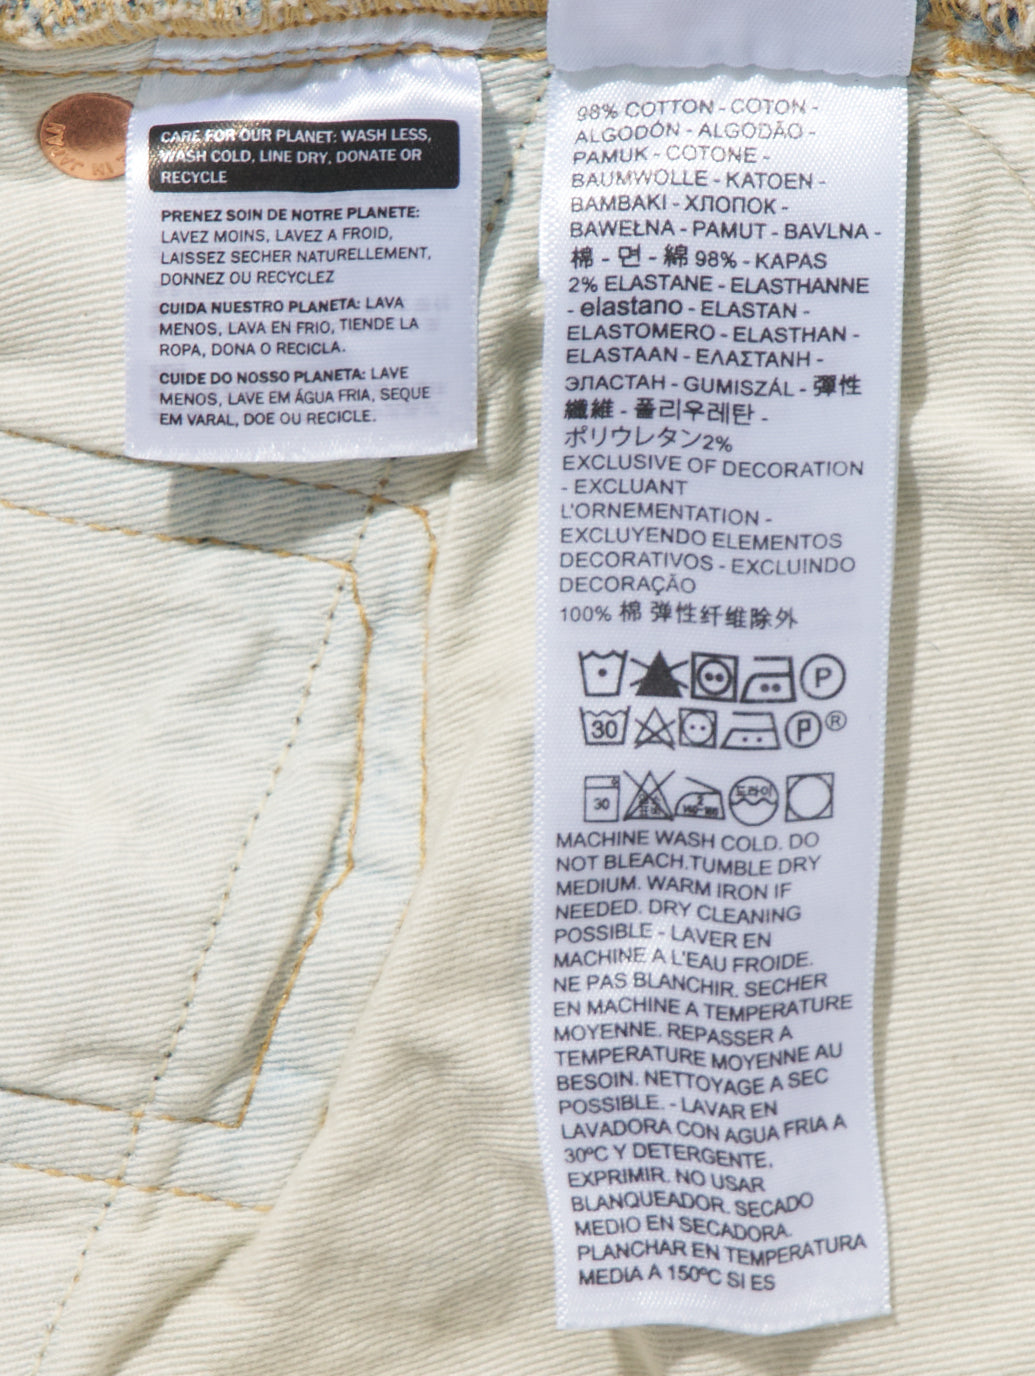 CARE FOR OUR PLANET: WASH LESS,
WASH COLD, LINE DRY, DONATE OR
RECYCLE
PRENEZ SOIN DE NOTRE PLANETE:
LAVEZ MOINS, LAVEZ A FROID,
LAISSEZ SECHER NATURELLEMENT,
DONNEZ OU RECYCLEZ
CUIDA NUESTRO PLANETA: LAVA
MENOS, LAVA EN FRIO, TIENDE LA
ROPA, DONA O RECICLA.
CUIDE DO NOSSO PLANETA: LAVE
MENOS, LAVE EM ÁGUA FRIA, SEQUE
EM VARAL, DOE OU RECICLE.
98% COTTON - COTON -
ALGODÓN - ALGODÃO -
PAMUK - COTONE -
BAUMWOLLE - KATOEN -
BAMBAKI - ХЛОПОК -
BAWEŁNA - PAMUT - BAVLNA -
棉 - 면 - 綿 98% - KAPAS
2% ELASTANE - ELASTHANNE
- elastano - ELASTAN -
ELASTOMERO - ELASTHAN -
ELASTAAN - ΕΛΑΣΤΑΝΗ -
ЭЛАСТАН - GUMISZÁL - 彈性
纖維 - 폴리우레탄 -
ポリウレタン2%
EXCLUSIVE OF DECORATION
- EXCLUANT
L'ORNEMENTATION -
EXCLUYENDO ELEMENTOS
DECORATIVOS - EXCLUINDO
DECORAÇÃO
100% 棉 弹性纤维除外
P
30 P ®
30 드라이
MACHINE WASH COLD. DO
NOT BLEACH.TUMBLE DRY
MEDIUM. WARM IRON IF
NEEDED. DRY CLEANING
POSSIBLE - LAVER EN
MACHINE A L'EAU FROIDE.
NE PAS BLANCHIR. SECHER
EN MACHINE A TEMPERATURE
MOYENNE. REPASSER A
TEMPERATURE MOYENNE AU
BESOIN. NETTOYAGE A SEC
POSSIBLE. - LAVAR EN
LAVADORA CON AGUA FRIA A
30ºC Y DETERGENTE.
EXPRIMIR. NO USAR
BLANQUEADOR. SECADO
MEDIO EN SECADORA.
PLANCHAR EN TEMPERATURA
MEDIA A 150ºC SI ES